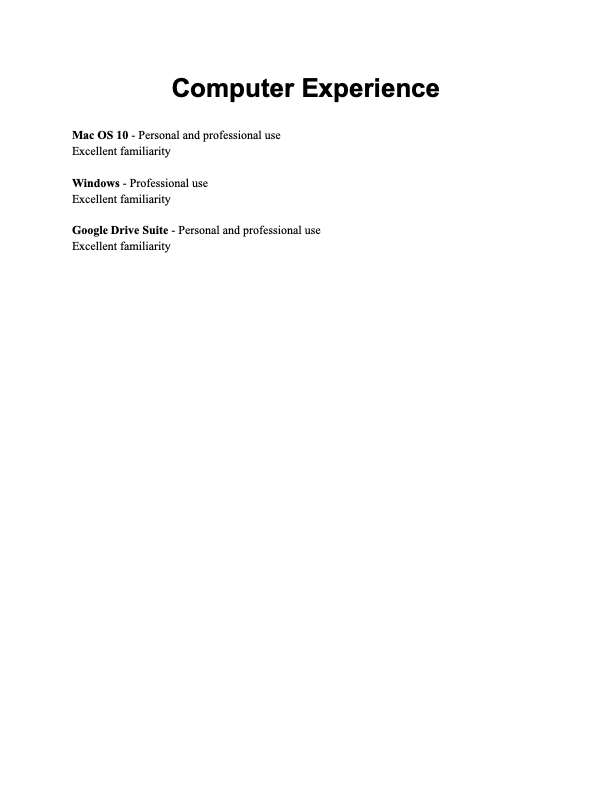 Computer Experience
Mac OS 10 - Personal and professional use
Excellent familiarity
Windows - Professional use
Excellent familiarity
Google Drive Suite - Personal and professional use
Excellent familiarity